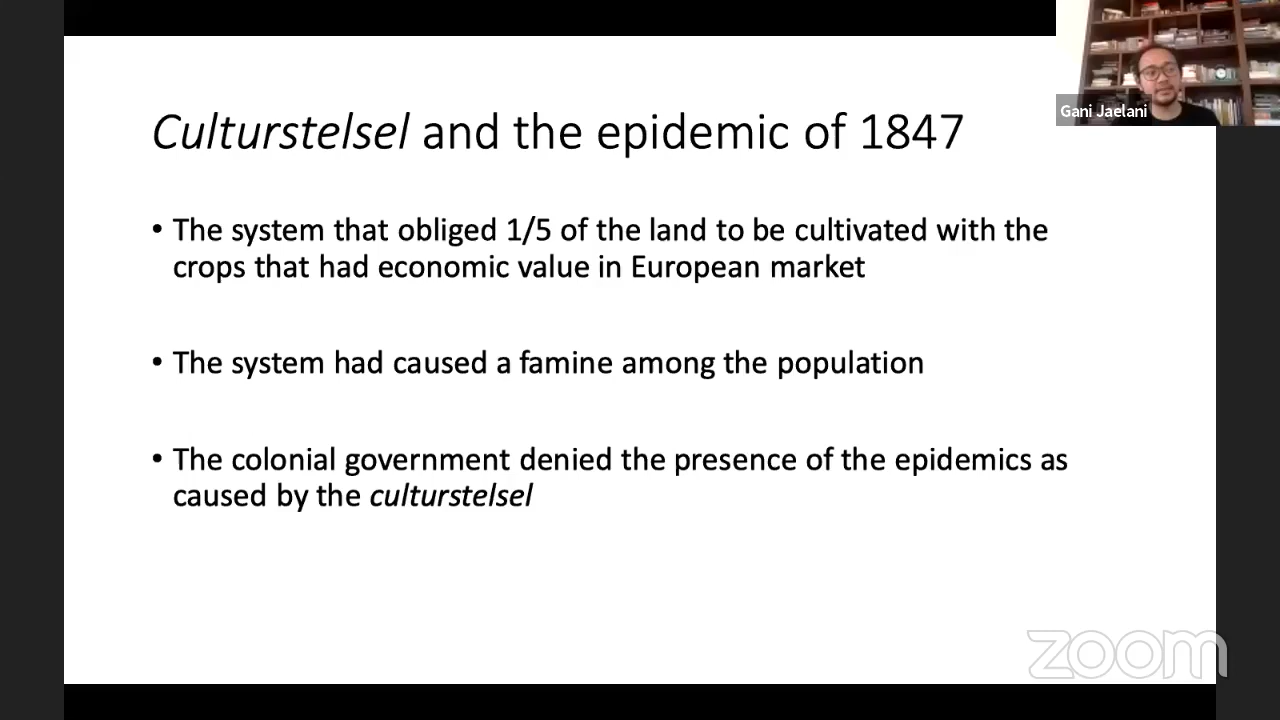 Culturstelsel and the epidemic of 1847
Gani Jaelani
• The system that obliged 1/5 of the land to be cultivated with the
crops that had economic value in European market
• The system had caused a famine among the population
• The colonial government denied the presence of the epidemics as
caused by the culturstelsel
zoom